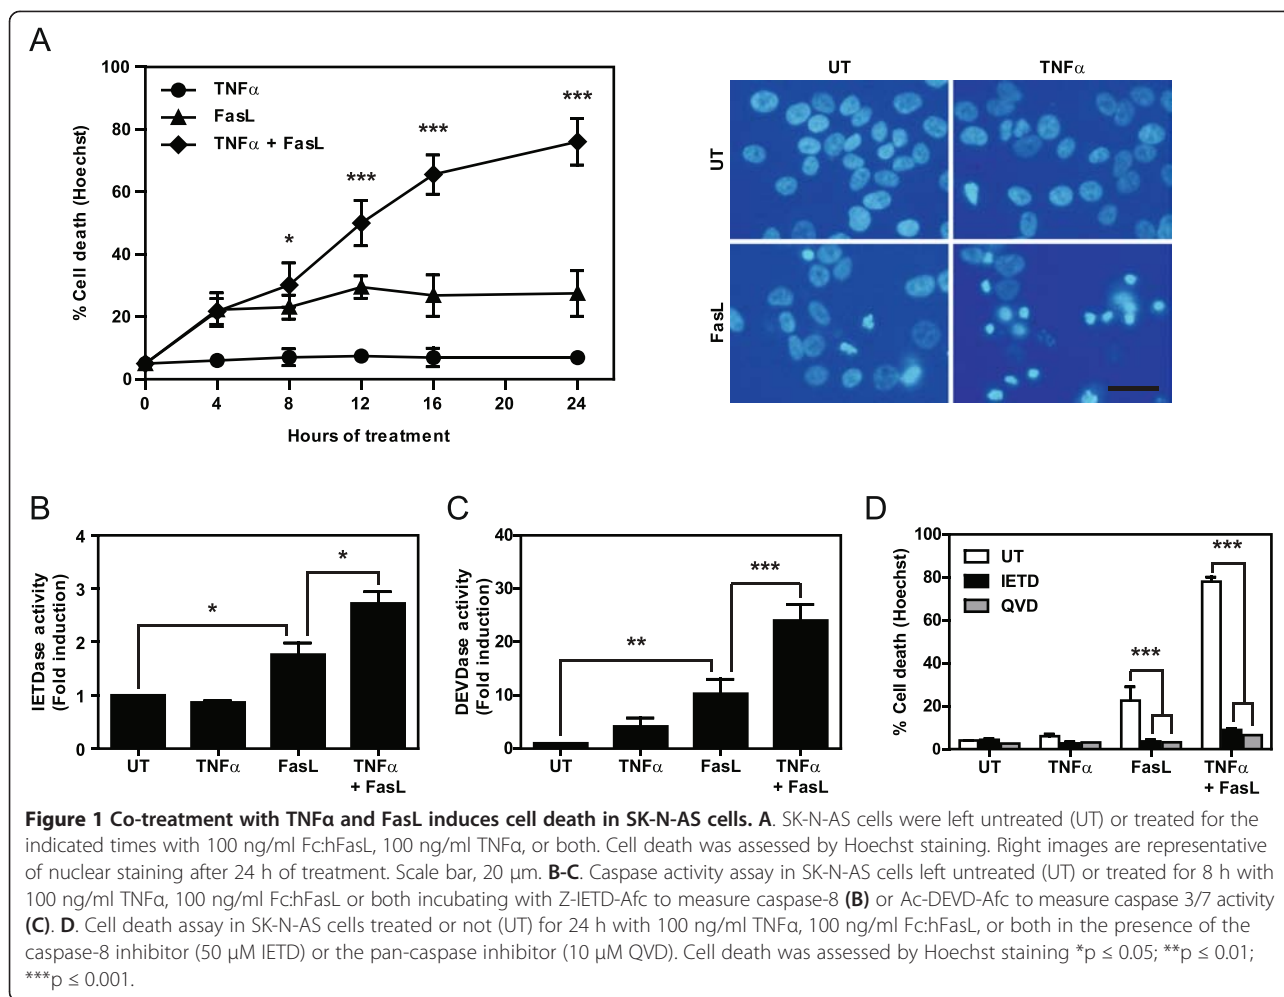 A
% Cell death (Hoechst)
100
80
60
40
20
0
TNFα
FasL
TNFα + FasL
*
***
***
***
0 4 8 12 16 20 24
Hours of treatment
UT TNFα
UT
FasL
B
IETDase activity
(Fold induction)
4
3
2
1
0
*
*
UT TNFα FasL TNFα
+ FasL
C
DEVDase activity
(Fold induction)
40
30
20
10
0
**
***
UT TNFα FasL TNFα
+ FasL
D
% Cell death (Hoechst)
100
80
60
40
20
0
UT
IETD
QVD
***
***
UT TNFα FasL TNFα
+ FasL
Figure 1 Co-treatment with TNFα and FasL induces cell death in SK-N-AS cells. A. SK-N-AS cells were left untreated (UT) or treated for the
indicated times with 100 ng/ml Fc:hFasL, 100 ng/ml TNFα, or both. Cell death was assessed by Hoechst staining. Right images are representative
of nuclear staining after 24 h of treatment. Scale bar, 20 μm. B-C. Caspase activity assay in SK-N-AS cells left untreated (UT) or treated for 8 h with
100 ng/ml TNFα, 100 ng/ml Fc:hFasL or both incubating with Z-IETD-Afc to measure caspase-8 (B) or Ac-DEVD-Afc to measure caspase 3/7 activity
(C). D. Cell death assay in SK-N-AS cells treated or not (UT) for 24 h with 100 ng/ml TNFα, 100 ng/ml Fc:hFasL, or both in the presence of the
caspase-8 inhibitor (50 μM IETD) or the pan-caspase inhibitor (10 μM QVD). Cell death was assessed by Hoechst staining *p ≤ 0.05; **p ≤ 0.01;
***p ≤ 0.001.